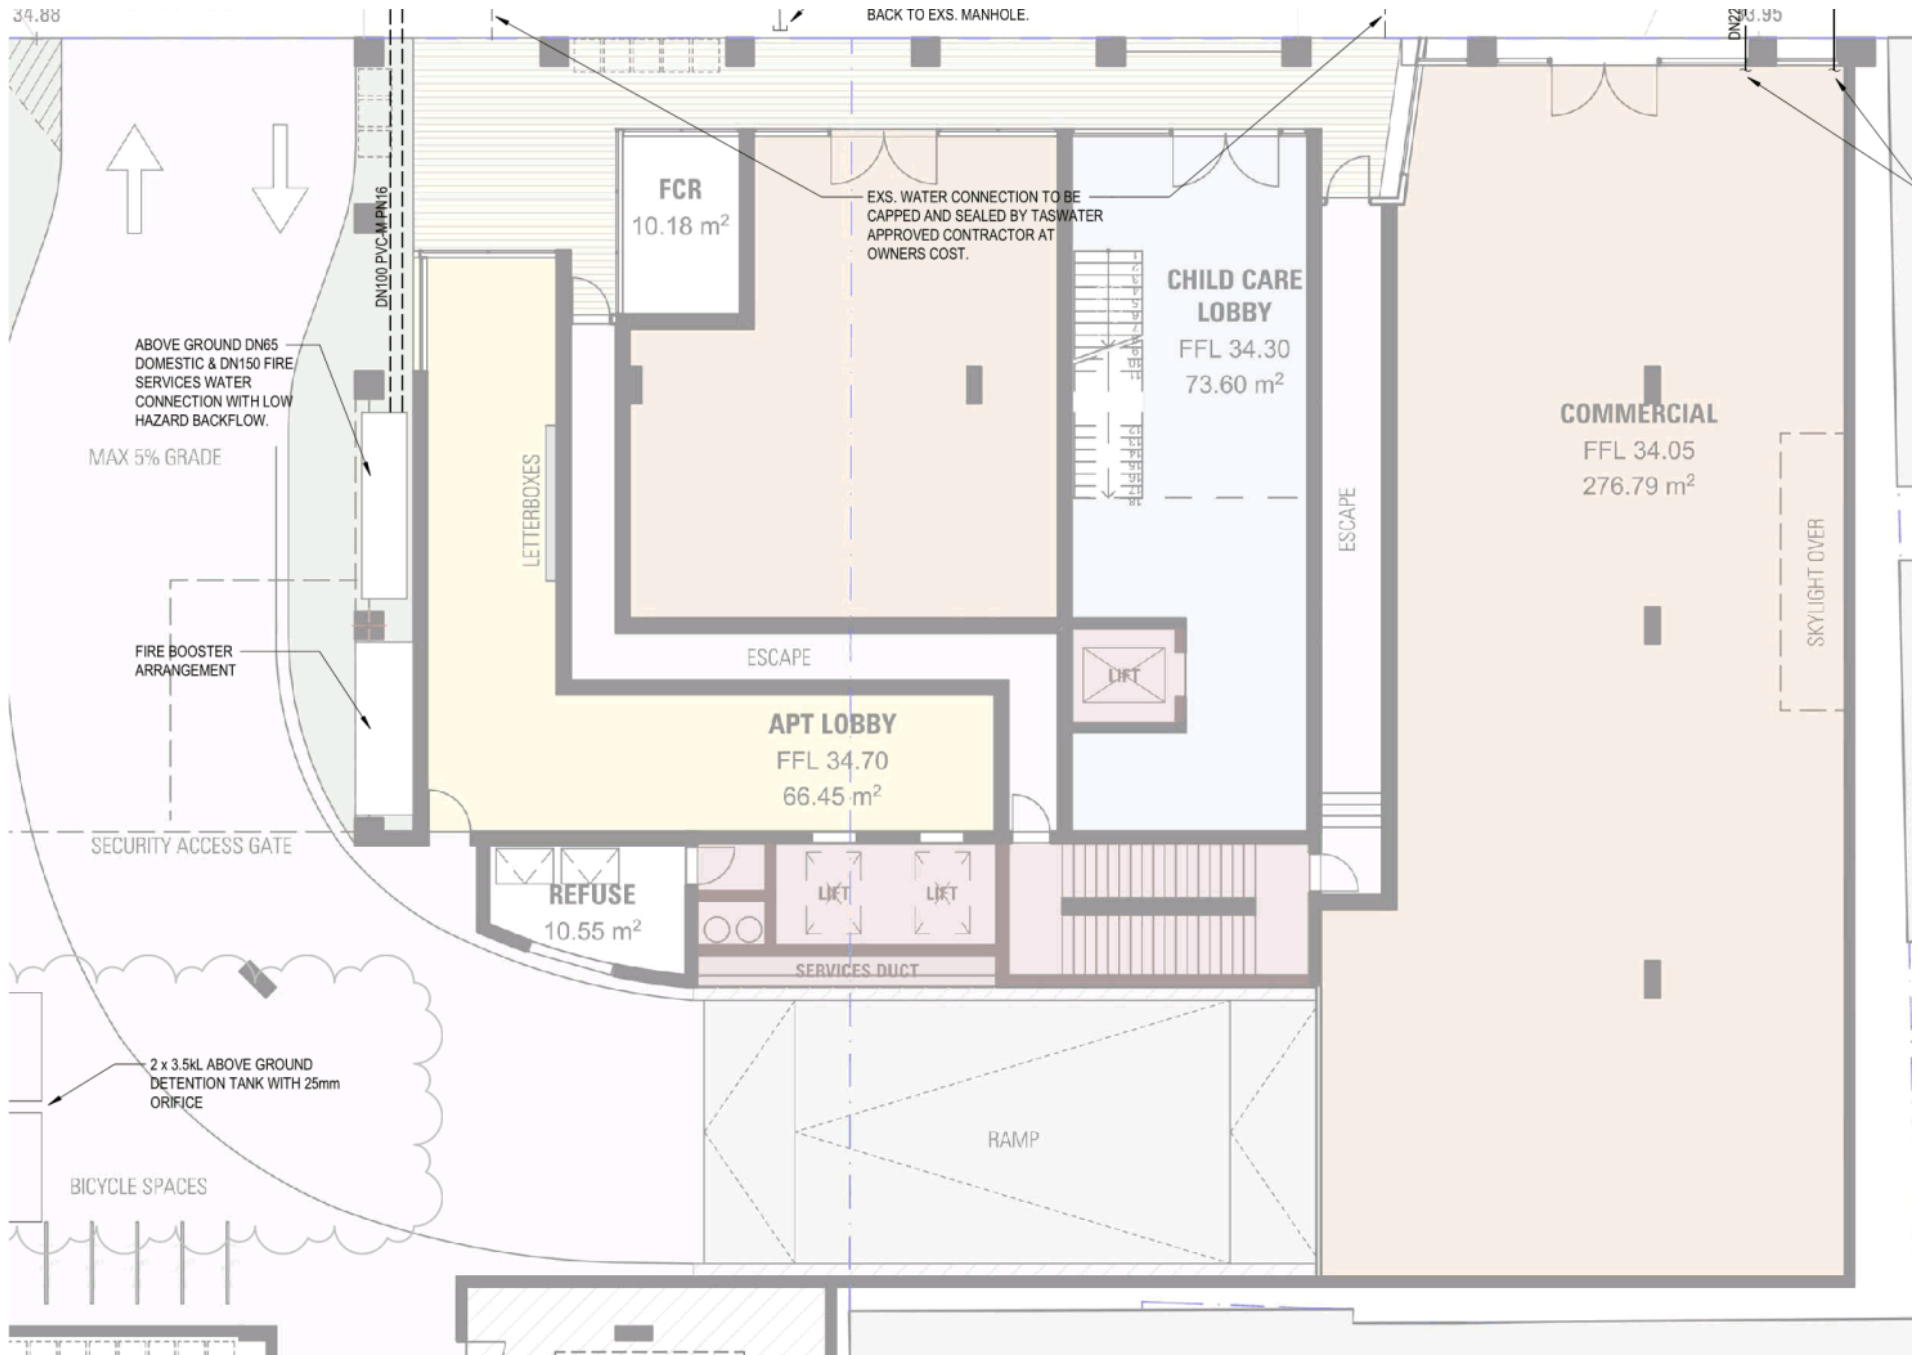 34.88
BACK TO EXS. MANHOLE.
33.95
FCR
10.18 m²
EXS. WATER CONNECTION TO BE
CAPPED AND SEALED BY TASWATER
APPROVED CONTRACTOR AT
OWNERS COST.
DN100 PVC-M PN16
CHILD CARE
LOBBY
FFL 34.30
73.60 m²
ABOVE GROUND DN65
DOMESTIC & DN150 FIRE
SERVICES WATER
CONNECTION WITH LOW
HAZARD BACKFLOW.
MAX 5% GRADE
LETTERBOXES
COMMERCIAL
FFL 34.05
276.79 m²
ESCAPE
SKYLIGHT OVER
FIRE BOOSTER
ARRANGEMENT
ESCAPE
LIFT
APT LOBBY
FFL 34.70
66.45 m²
SECURITY ACCESS GATE
REFUSE
10.55 m²
LIFT
LIFT
SERVICES DUCT
2 x 3.5kL ABOVE GROUND
DETENTION TANK WITH 25mm
ORIFICE
RAMP
BICYCLE SPACES